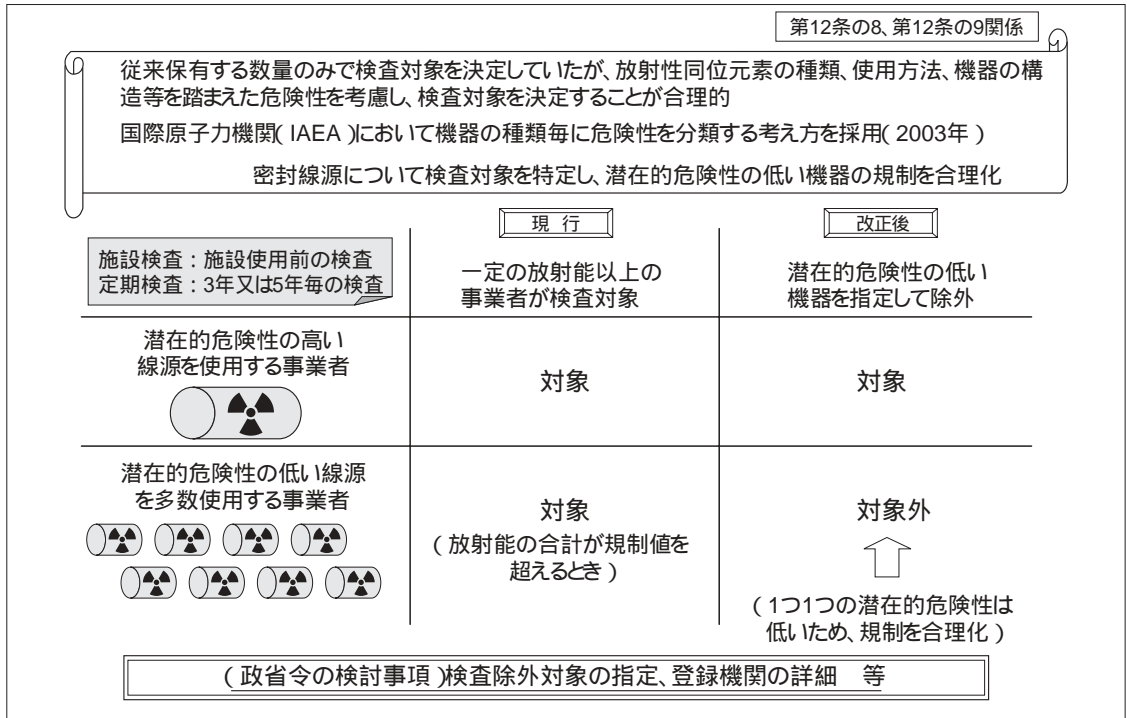 第12条の8、第12条の9関係
従来保有する数量のみで検査対象を決定していたが、放射性同位元素の種類、使用方法、機器の構
造等を踏まえた危険性を考慮し、検査対象を決定することが合理的
国際原子力機関(IAEA)において機器の種類毎に危険性を分類する考え方を採用(2003年)
密封線源について検査対象を特定し、潜在的危険性の低い機器の規制を合理化
現 行
改正後
施設検査：施設使用前の検査
定期検査：3年又は5年毎の検査
一定の放射能以上の
事業者が検査対象
潜在的危険性の低い
機器を指定して除外
潜在的危険性の高い
線源を使用する事業者
対象
対象
潜在的危険性の低い線源
を多数使用する事業者
対象
(放射能の合計が規制値を
超えるとき)
対象外
(1つ1つの潜在的危険性は
低いため、規制を合理化)
(政省令の検討事項)検査除外対象の指定、登録機関の詳細　等